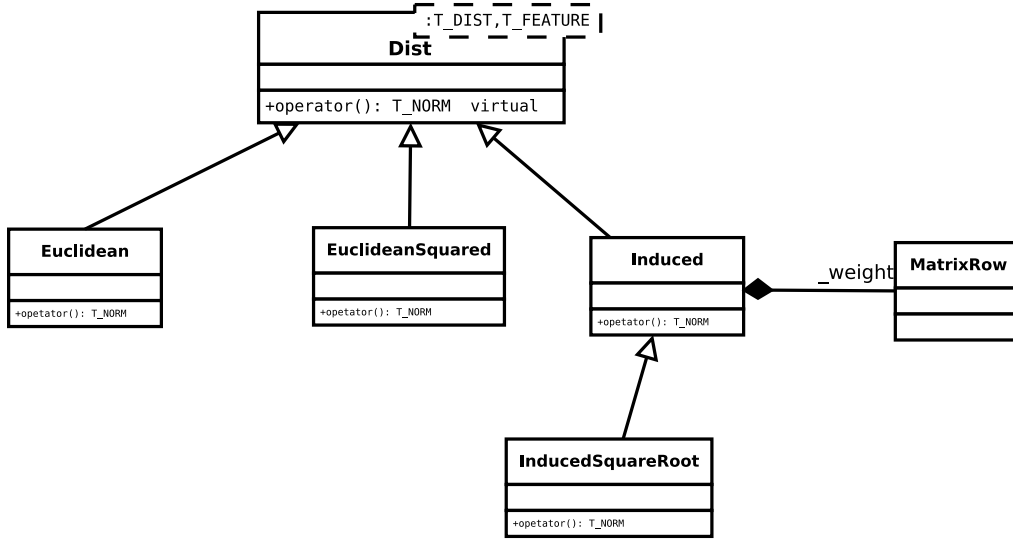 :T_DIST,T_FEATURE
Dist
+operator(): T_NORM  virtual
Euclidean
+opetator(): T_NORM
EuclideanSquared
+opetator(): T_NORM
Induced
+opetator(): T_NORM
_weight
MatrixRow
InducedSquareRoot
+opetator(): T_NORM